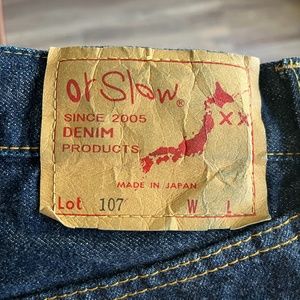 orSlow®
SINCE 2005
DENIM
PRODUCTS
XX
MADE IN JAPAN
Lot 107 W L